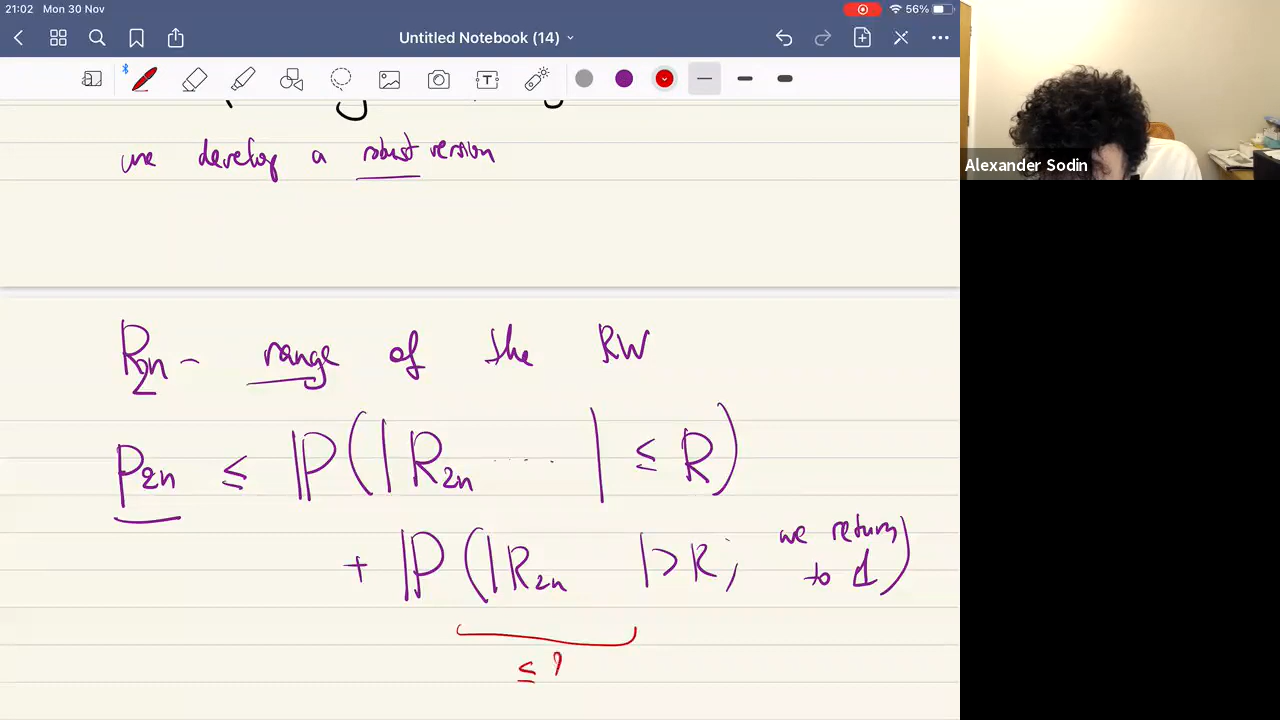 21:02 Mon 30 Nov
56%
Untitled Notebook (14)
Alexander Sodin
we develop a robust version
R₂ₙ – range of the RW
P₂ₙ ≤ ℙ(|R₂ₙ ····| ≤ R)
+ ℙ(|R₂ₙ | > R; we return to 1)
≤